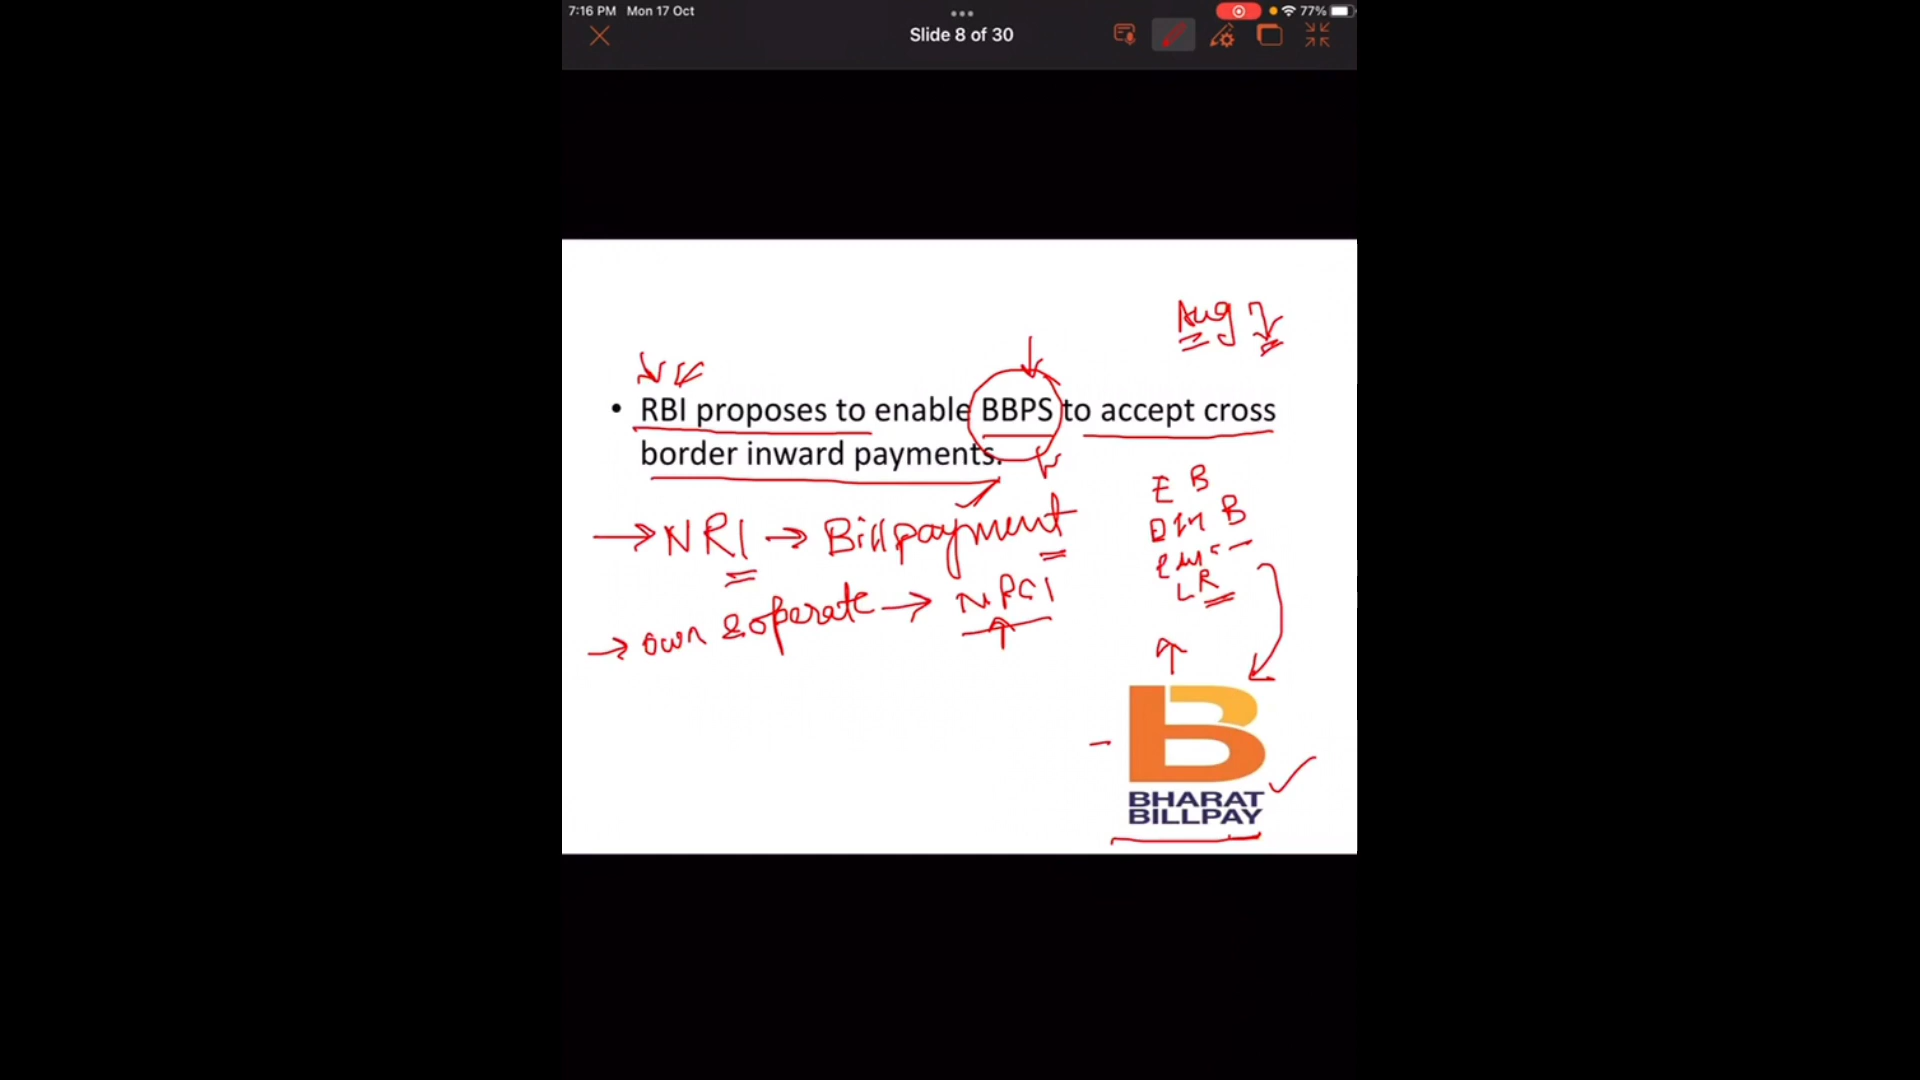 7:16 PM Mon 17 Oct
77%
Slide 8 of 30
Aug
• RBI proposes to enable BBPS to accept cross
border inward payments.
E B
→ NRI → Bill payment
B
LR
→ own & operate → NPCI
BHARAT
BILLPAY